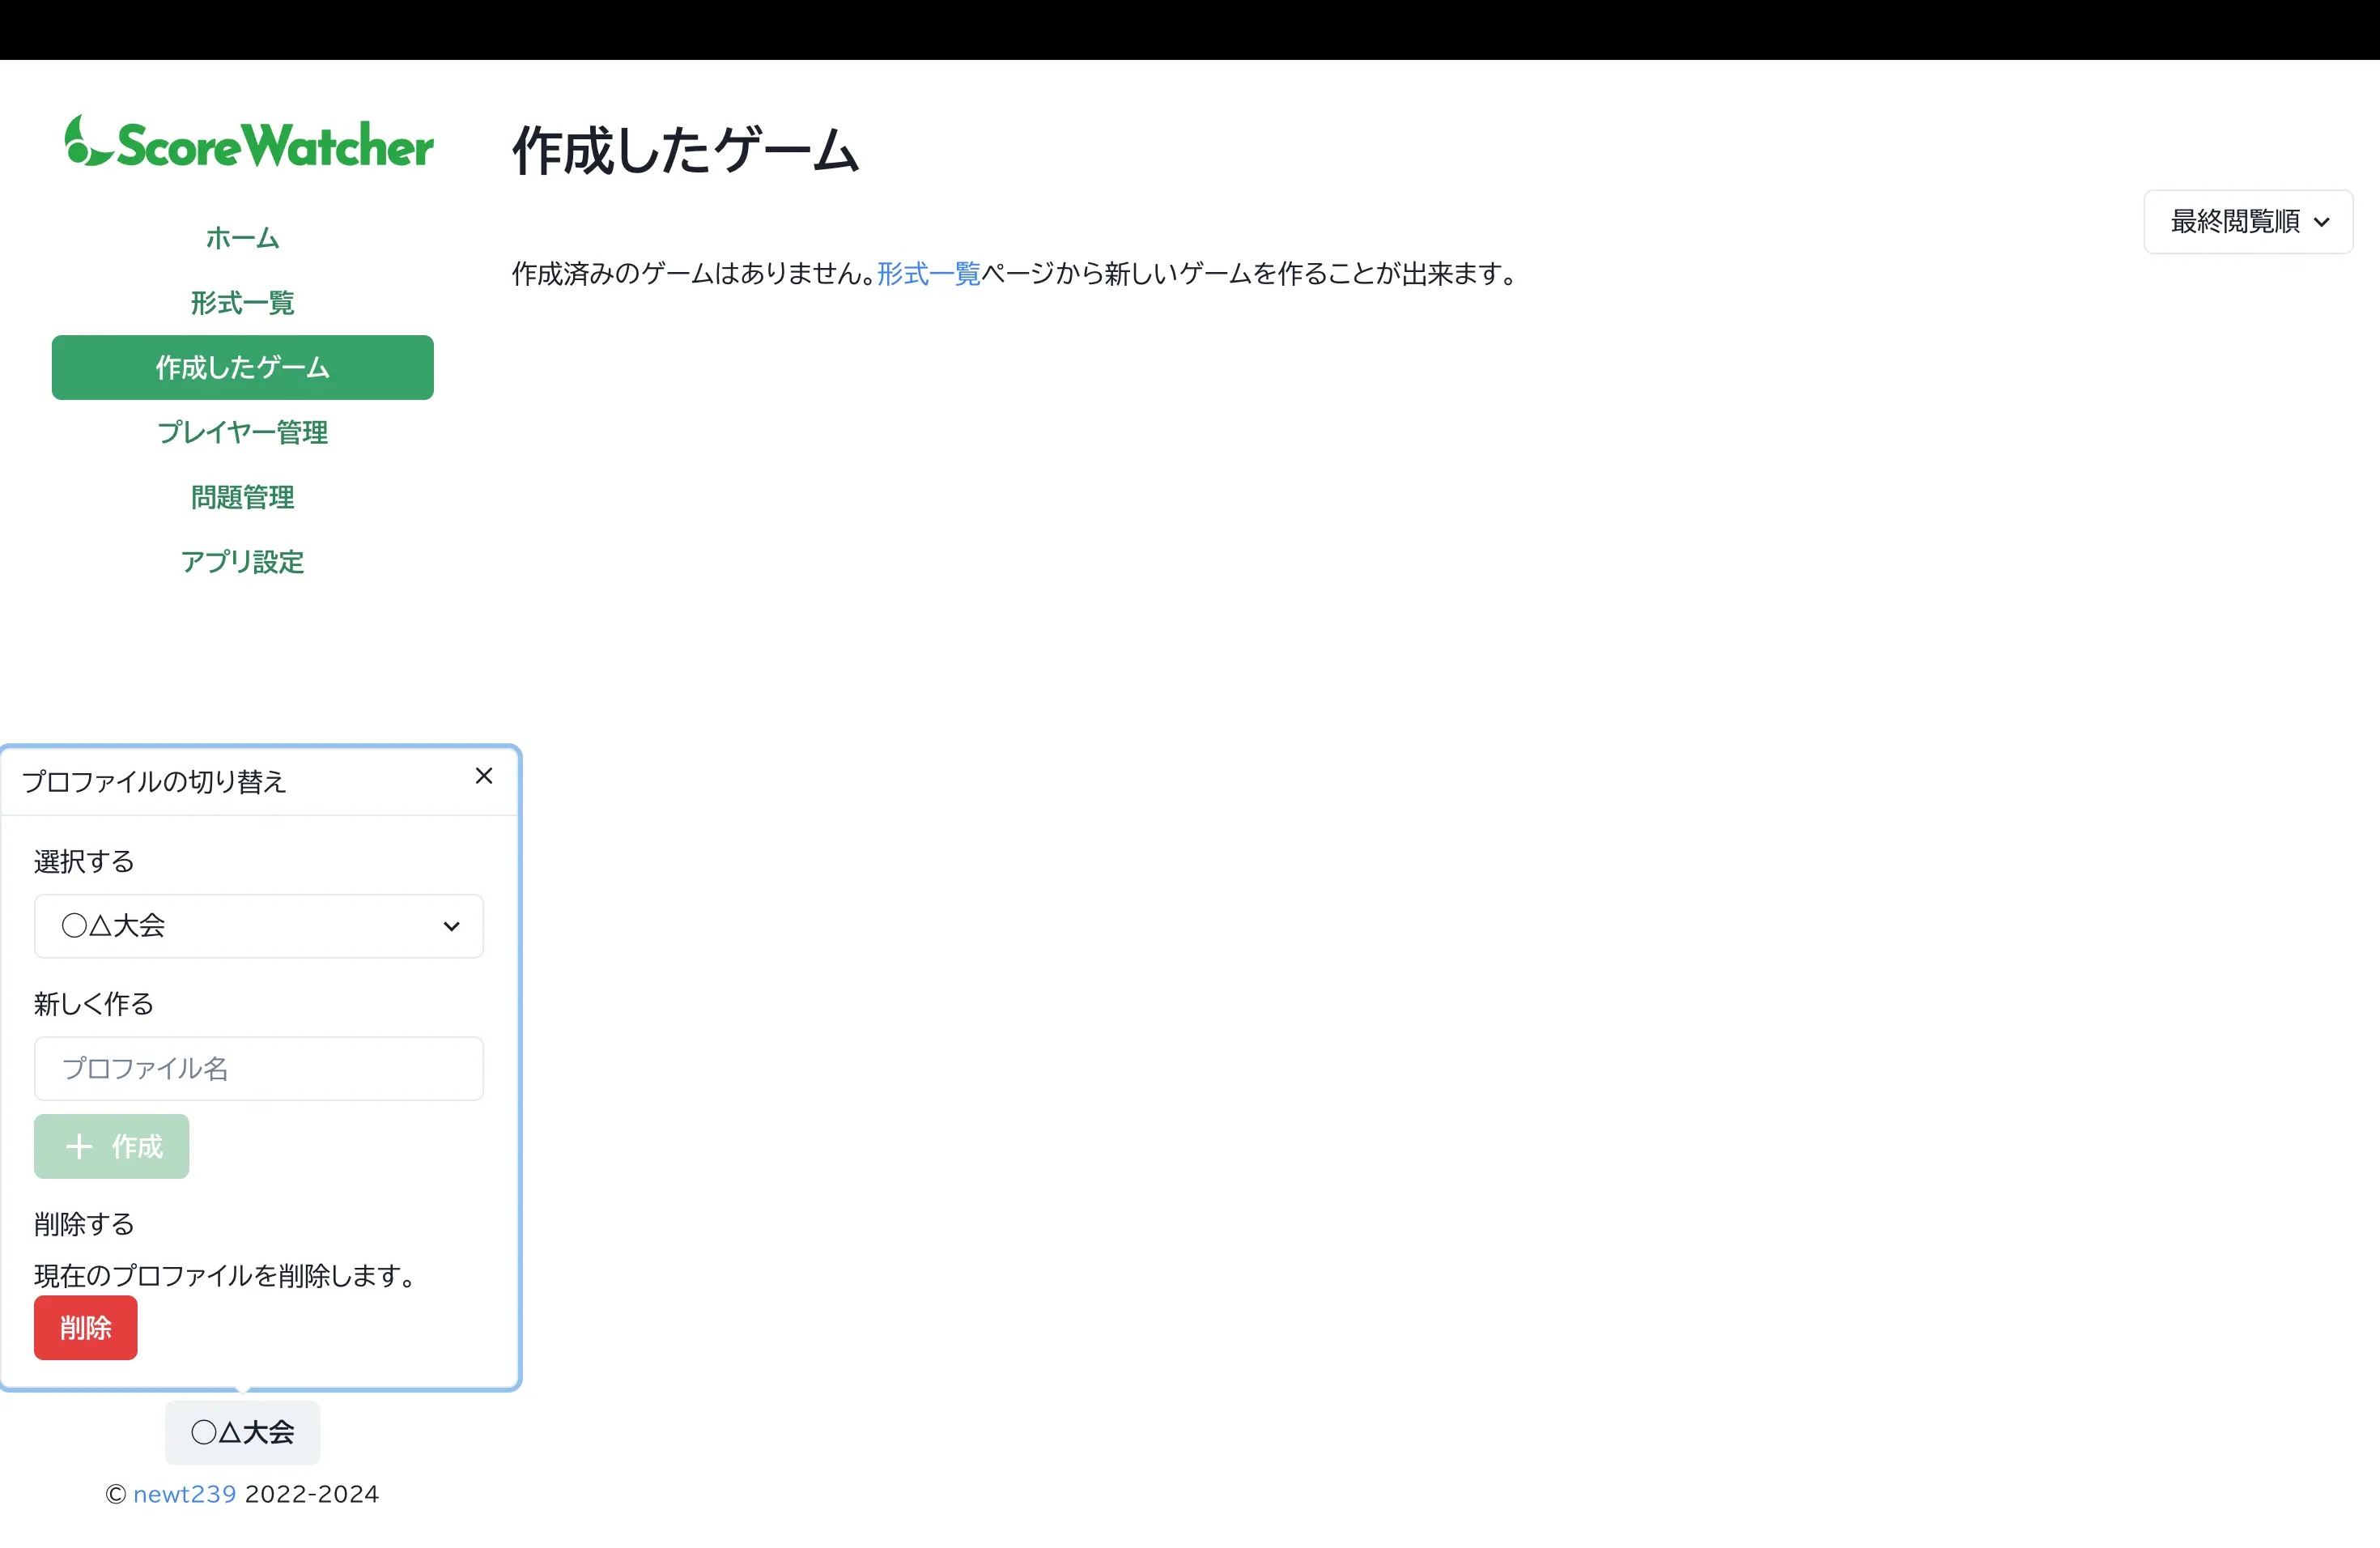 ScoreWatcher
ホーム
形式一覧
作成したゲーム
プレイヤー管理
問題管理
アプリ設定
作成したゲーム
最終閲覧順
作成済みのゲームはありません。形式一覧ページから新しいゲームを作ることが出来ます。
プロファイルの切り替え
選択する
◯△大会
新しく作る
プロファイル名
作成
削除する
現在のプロファイルを削除します。
削除
◯△大会
© newt239 2022-2024